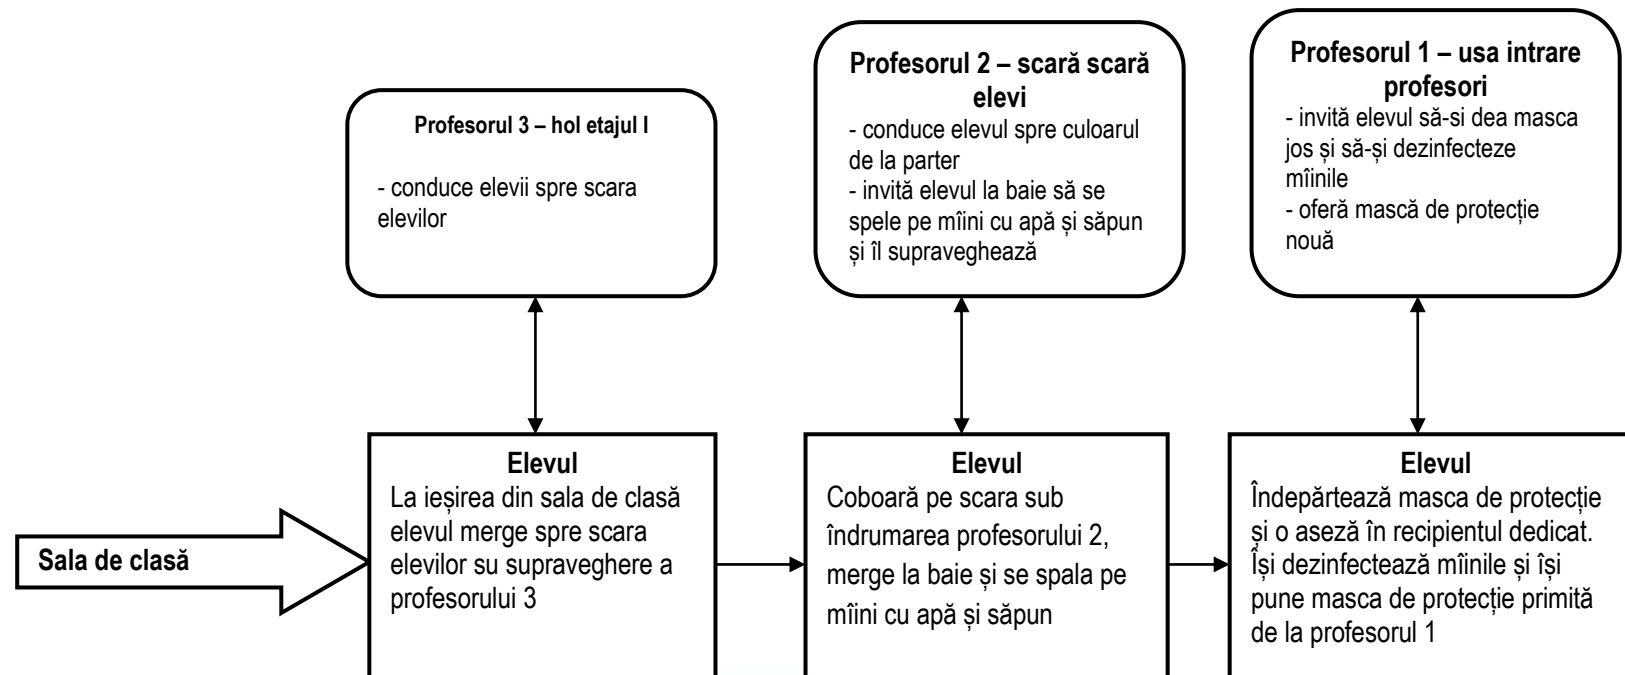 Profesorul 3 – hol etajul I
- conduce elevii spre scara
elevilor
Profesorul 2 – scară scară
elevi
- conduce elevul spre culoarul
de la parter
- invită elevul la baie să se
spele pe mîini cu apă și săpun
și îl supraveghează
Profesorul 1 – usa intrare
profesori
- invită elevul să-si dea masca
jos și să-și dezinfecteze
mîinile
- oferă mască de protecție
nouă
Sala de clasă
Elevul
La ieșirea din sala de clasă
elevul merge spre scara
elevilor su supraveghere a
profesorului 3
Elevul
Coboară pe scara sub
îndrumarea profesorului 2,
merge la baie și se spala pe
mîini cu apă și săpun
Elevul
Îndepărtează masca de protecție
și o aseză în recipientul dedicat.
Își dezinfectează mîinile și își
pune masca de protecție primită
de la profesorul 1